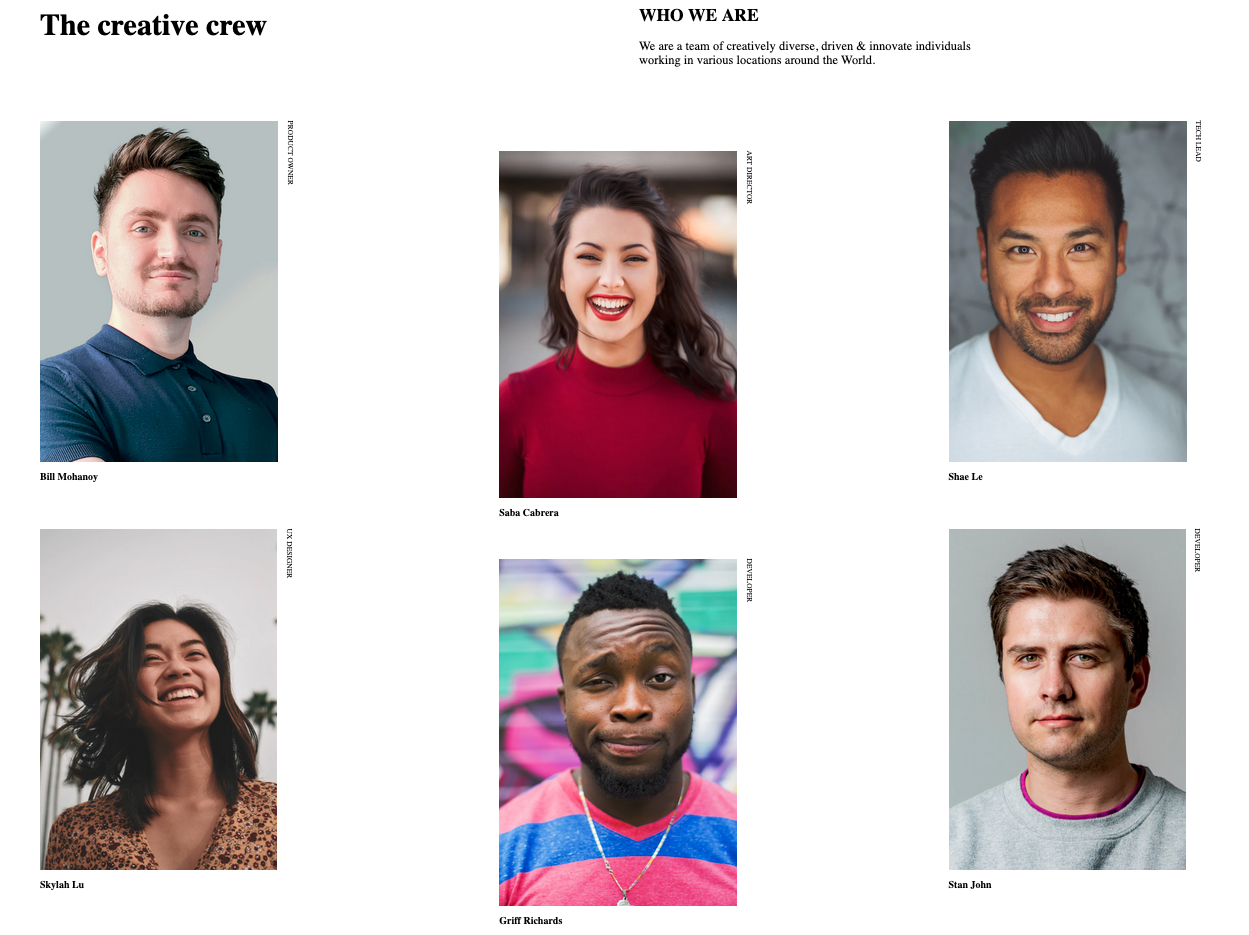 The creative crew
WHO WE ARE
We are a team of creatively diverse, driven & innovate individuals
working in various locations around the World.
PRODUCT OWNER
Bill Mohanoy
ART DIRECTOR
Saba Cabrera
TECH LEAD
Shae Le
UX DESIGNER
Skylah Lu
DEVELOPER
Griff Richards
DEVELOPER
Stan John